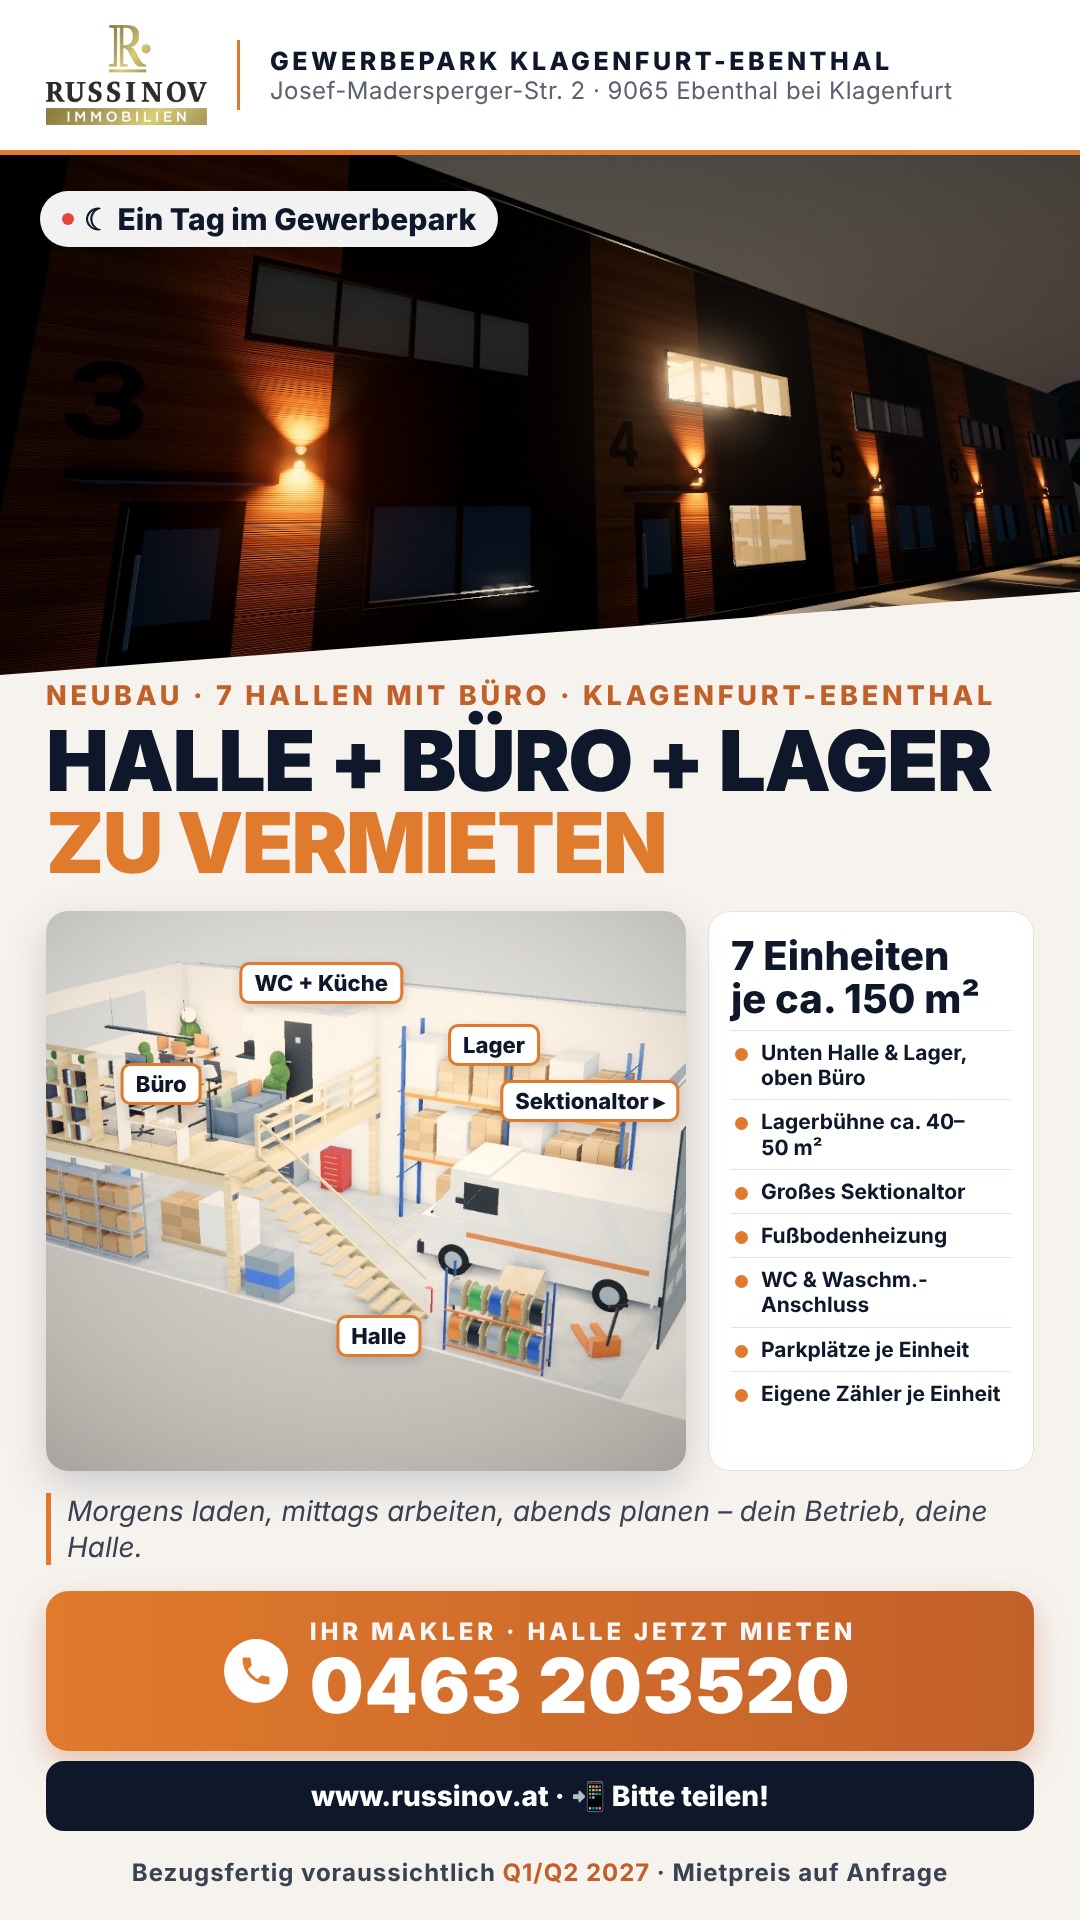 R.
RUSSINOV
IMMOBILIEN
GEWERBEPARK KLAGENFURT-EBENTHAL
Josef-Madersperger-Str. 2 · 9065 Ebenthal bei Klagenfurt
☾ Ein Tag im Gewerbepark
3
4
5
6
NEUBAU · 7 HALLEN MIT BÜRO · KLAGENFURT-EBENTHAL
HALLE + BÜRO + LAGER
ZU VERMIETEN
WC + Küche
Lager
Büro
Sektionaltor ▸
Halle
7 Einheiten
je ca. 150 m²
Unten Halle & Lager,
oben Büro
Lagerbühne ca. 40–
50 m²
Großes Sektionaltor
Fußbodenheizung
WC & Waschm.-
Anschluss
Parkplätze je Einheit
Eigene Zähler je Einheit
Morgens laden, mittags arbeiten, abends planen – dein Betrieb, deine
Halle.
IHR MAKLER · HALLE JETZT MIETEN
0463 203520
www.russinov.at · 📲 Bitte teilen!
Bezugsfertig voraussichtlich Q1/Q2 2027 · Mietpreis auf Anfrage